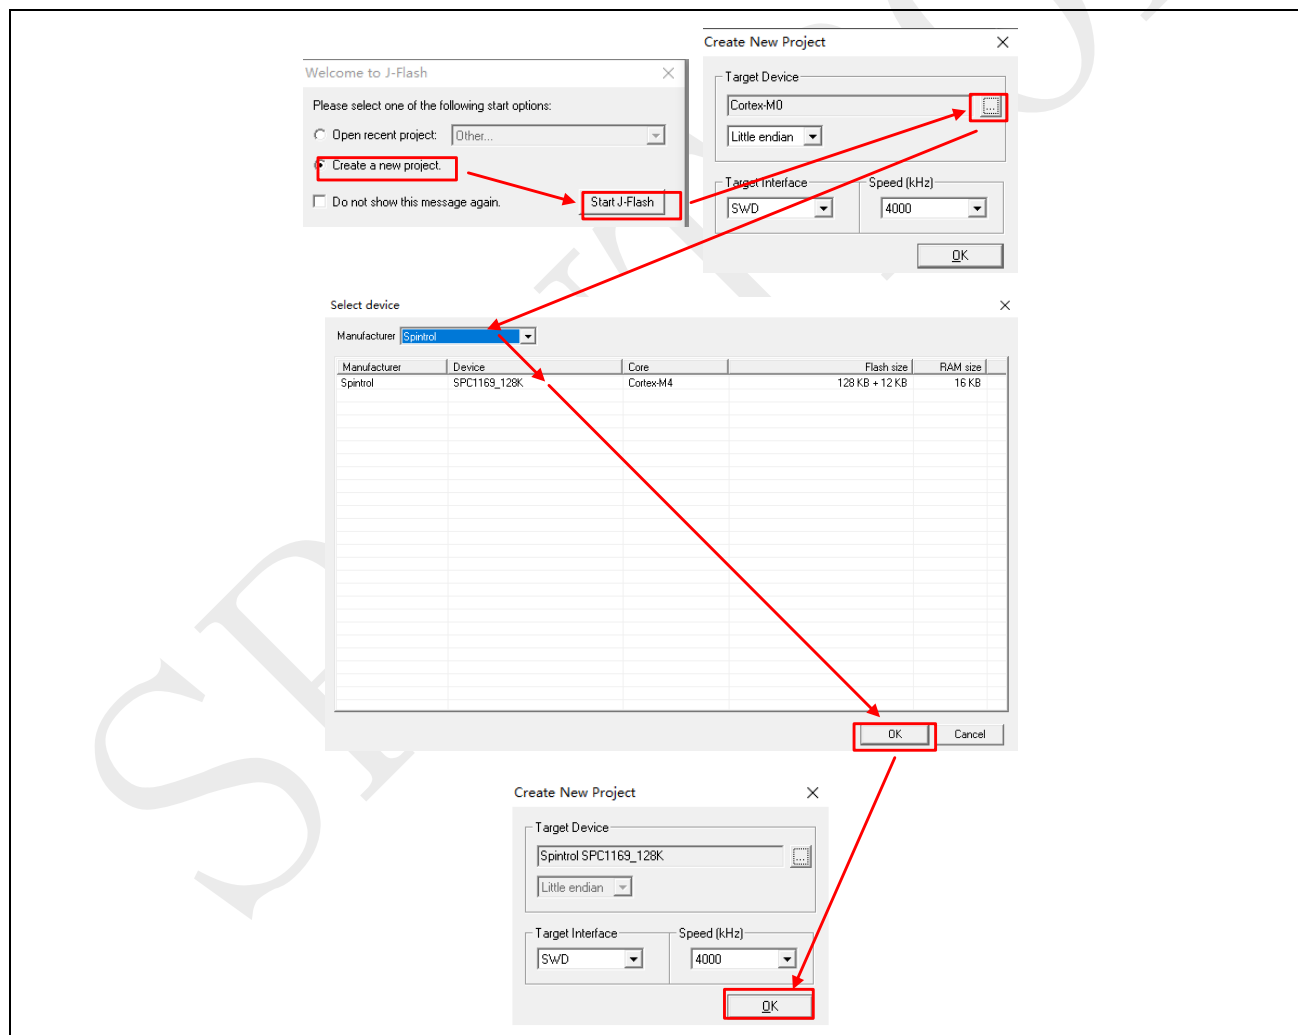 Welcome to J-Flash
Please select one of the following start options:
Open recent project: Other...
Create a new project.
Do not show this message again.
Start J-Flash
Create New Project
Target Device
Cortex-M0
...
Little endian
Target Interface
Speed (kHz)
SWD
4000
OK
Select device
Manufacturer Spintrol
Manufacturer Device Core Flash size RAM size
Spintrol SPC1169_128K Cortex-M4 128 KB + 12 KB 16 KB
OK Cancel
Create New Project
Target Device
Spintrol SPC1169_128K
...
Little endian
Target Interface
Speed (kHz)
SWD
4000
OK